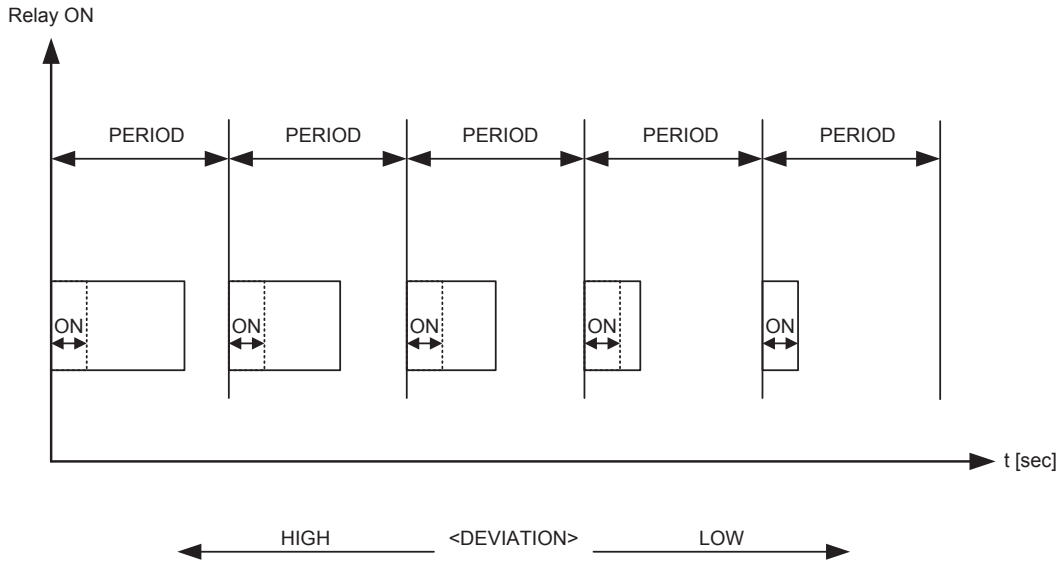 Relay ON
PERIOD PERIOD PERIOD PERIOD PERIOD
ON ON ON ON ON
t [sec]
HIGH <DEVIATION> LOW